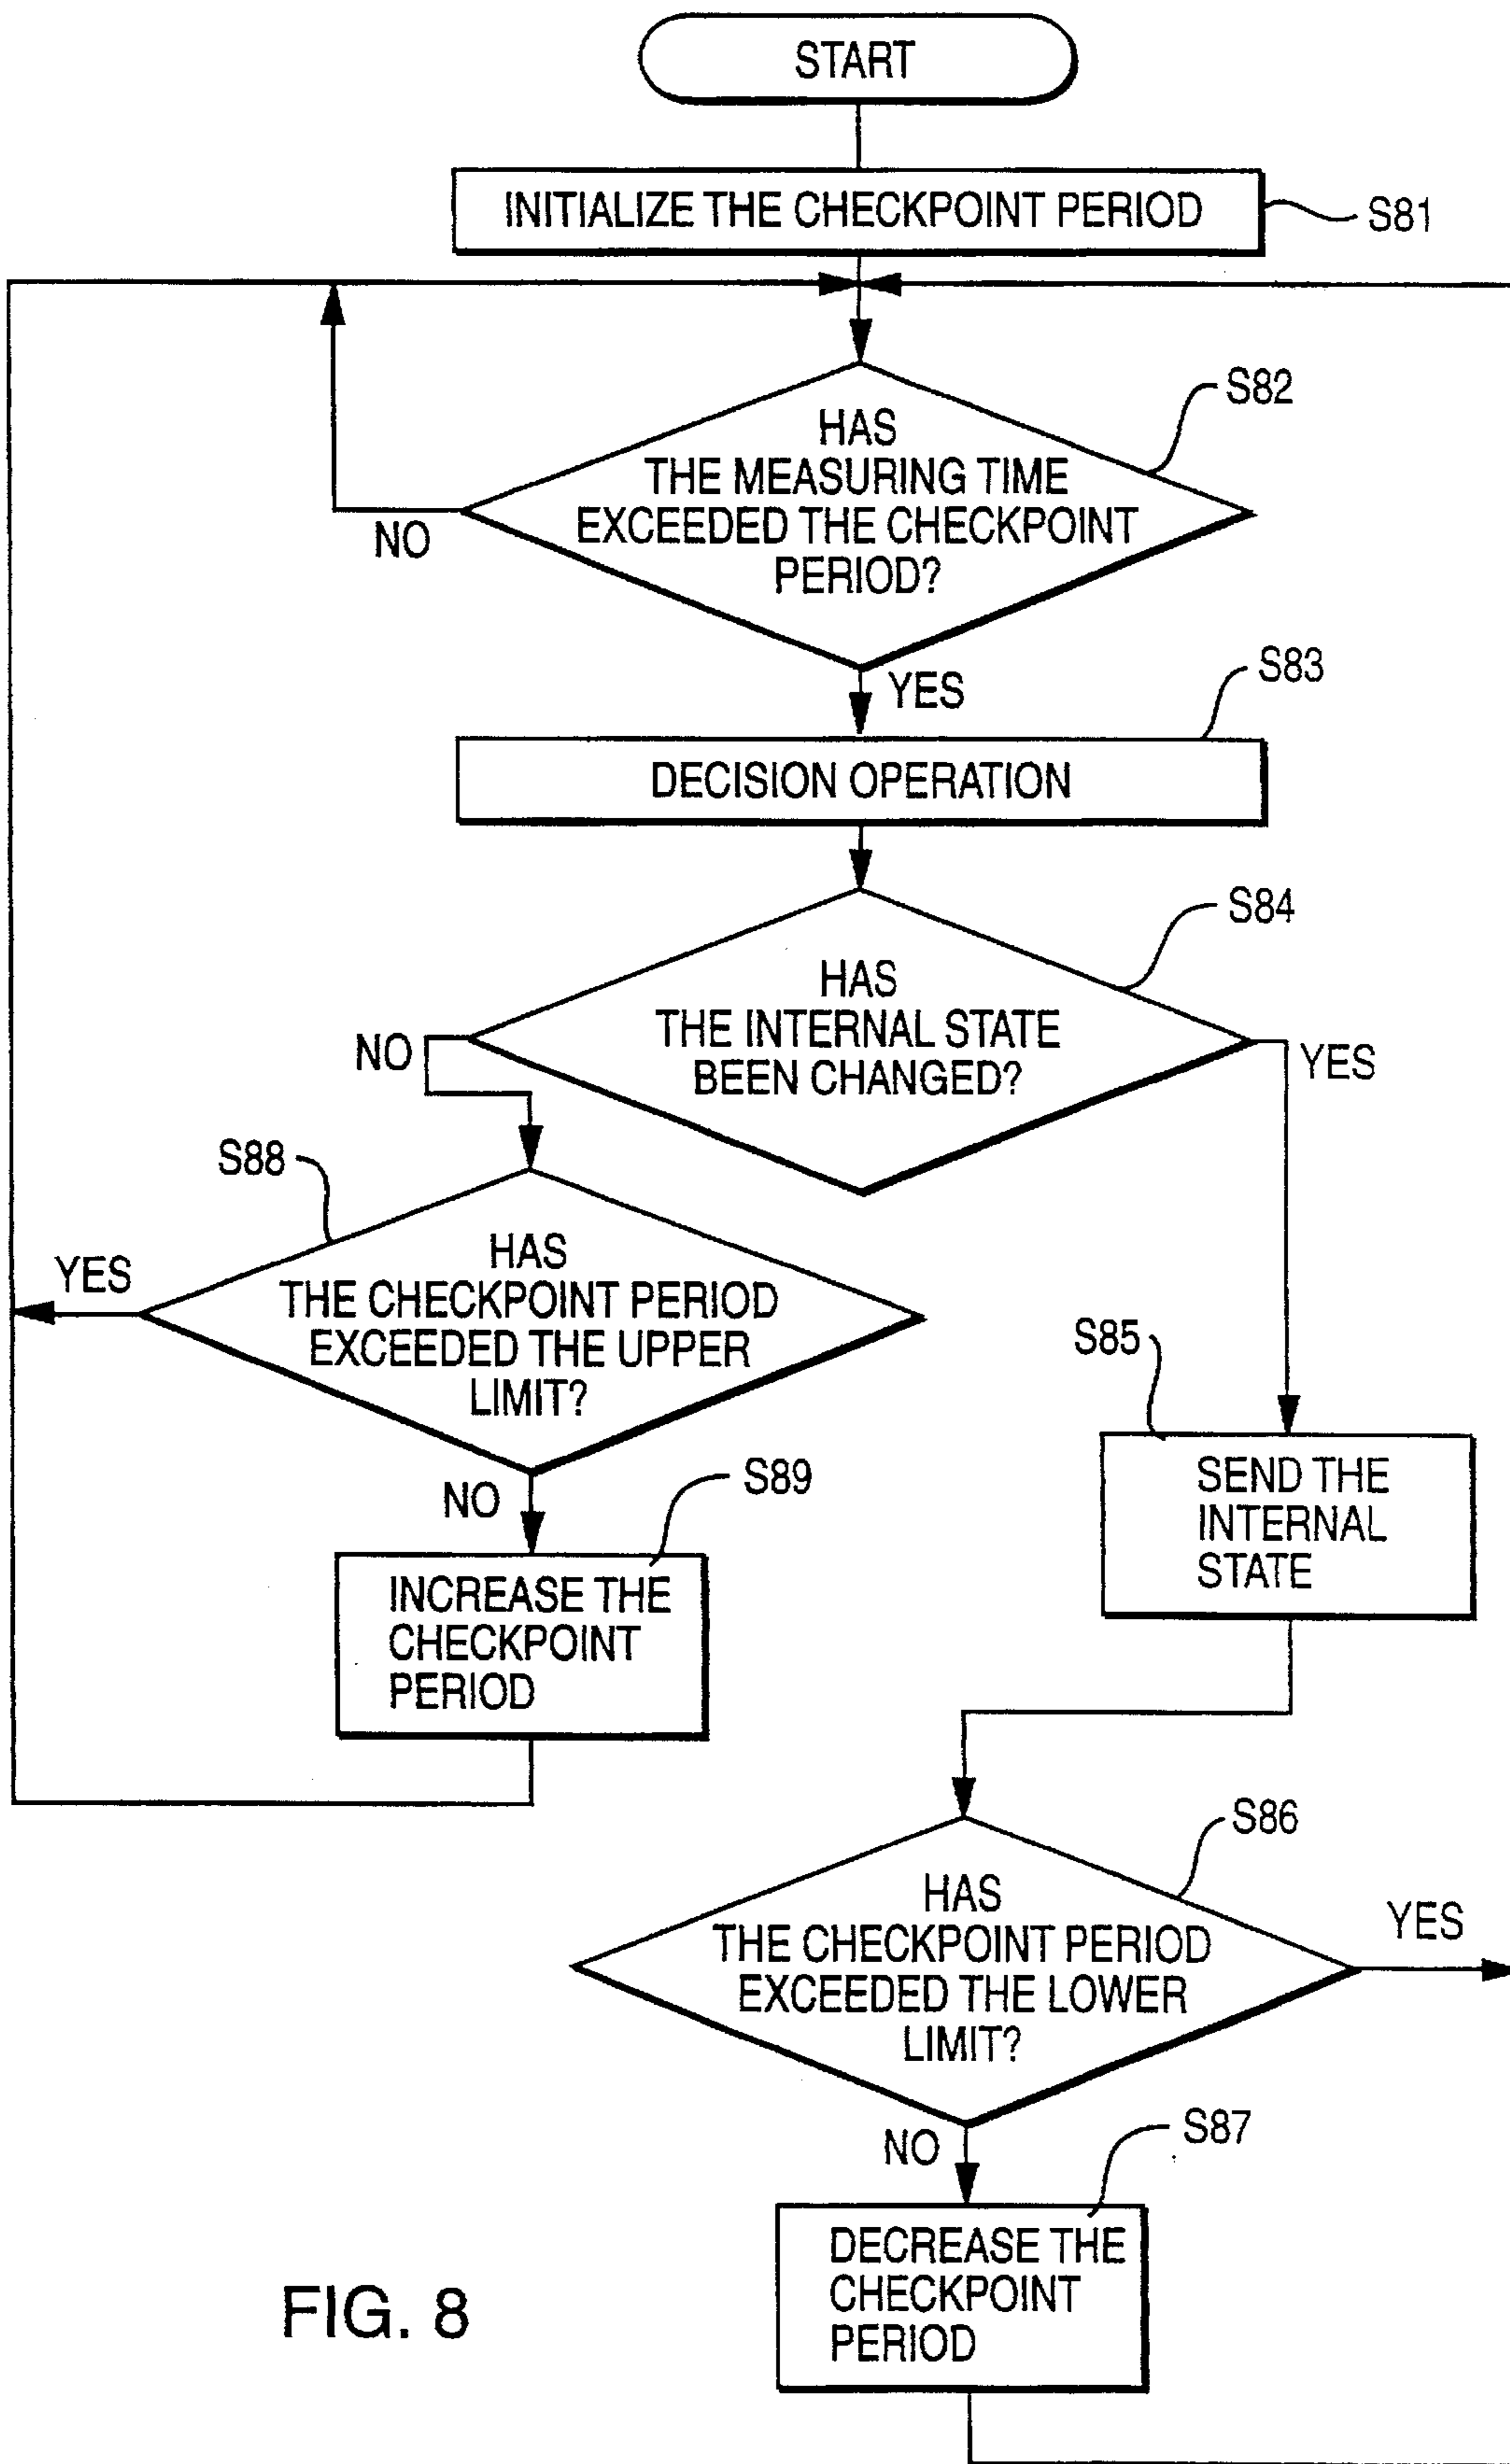 START
INITIALIZE THE CHECKPOINT PERIOD
S81
S82
HAS
THE MEASURING TIME
EXCEEDED THE CHECKPOINT
PERIOD?
NO
YES
S83
DECISION OPERATION
S84
HAS
THE INTERNAL STATE
BEEN CHANGED?
NO
YES
S88
HAS
THE CHECKPOINT PERIOD
EXCEEDED THE UPPER
LIMIT?
YES
NO
S89
INCREASE THE
CHECKPOINT
PERIOD
S85
SEND THE
INTERNAL
STATE
S86
HAS
THE CHECKPOINT PERIOD
EXCEEDED THE LOWER
LIMIT?
YES
NO
S87
DECREASE THE
CHECKPOINT
PERIOD
FIG. 8